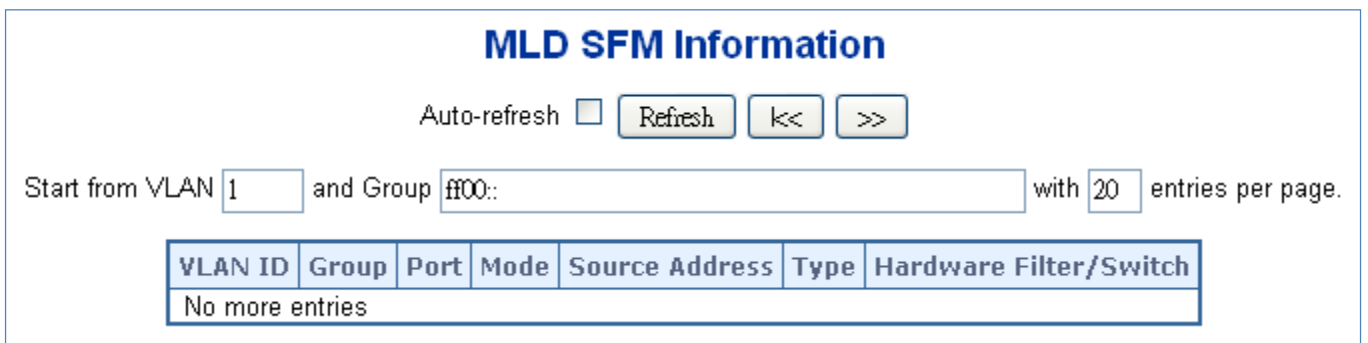 MLD SFM Information
Auto-refresh Refresh |<< >>
Start from VLAN 1 and Group ff00:: with 20 entries per page.
VLAN ID Group Port Mode Source Address Type Hardware Filter/Switch
No more entries